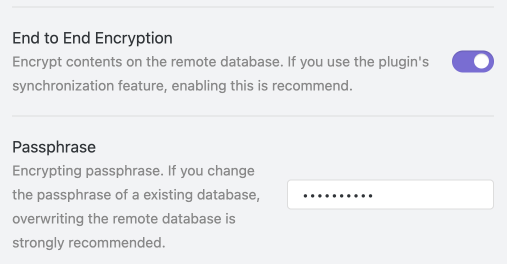 End to End Encryption
Encrypt contents on the remote database. If you use the plugin's
synchronization feature, enabling this is recommend.
Passphrase
Encrypting passphrase. If you change
the passphrase of a existing database,
overwriting the remote database is
strongly recommended.
••••••••••